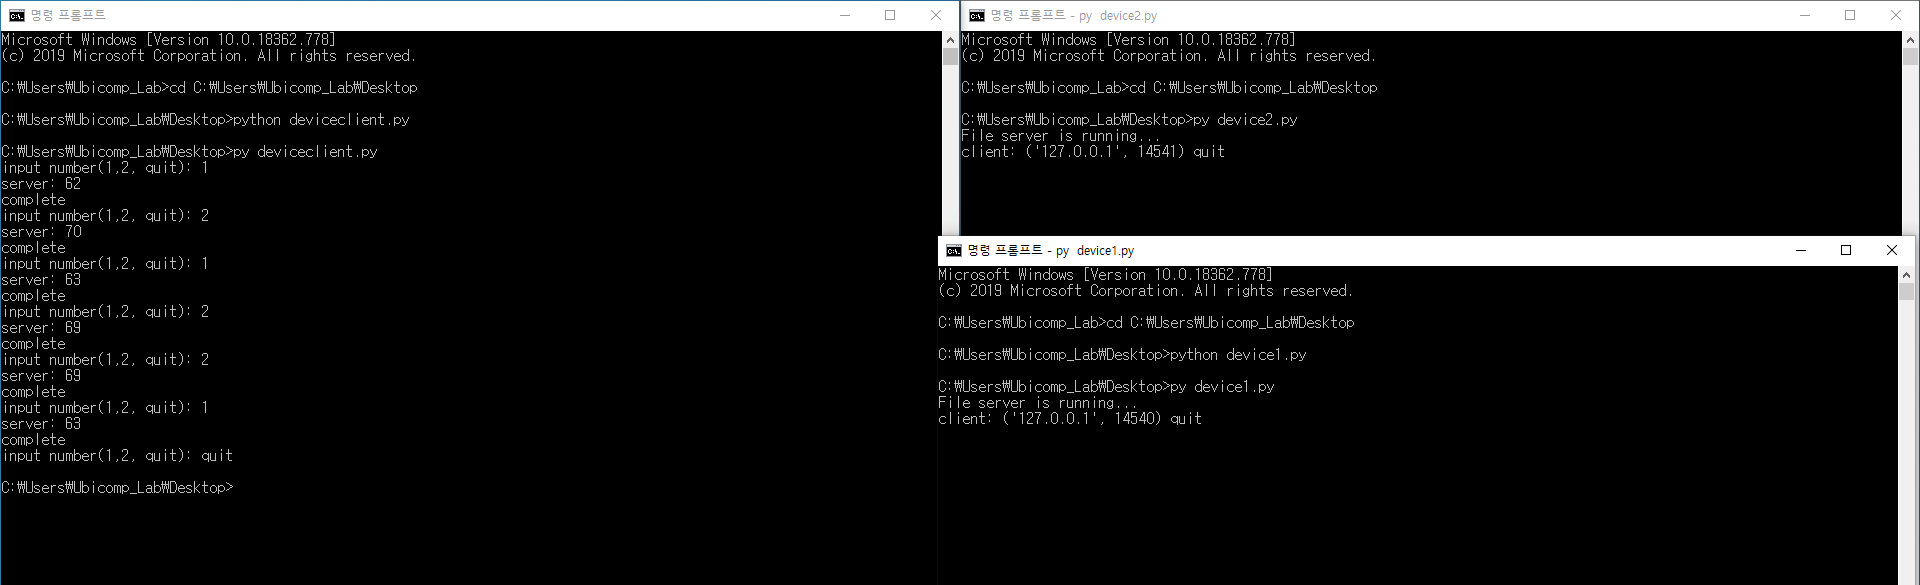 명령 프롬프트
Microsoft Windows [Version 10.0.18362.778]
(c) 2019 Microsoft Corporation. All rights reserved.
C:₩Users₩Ubicomp_Lab>cd C:₩Users₩Ubicomp_Lab₩Desktop
C:₩Users₩Ubicomp_Lab₩Desktop>python deviceclient.py
C:₩Users₩Ubicomp_Lab₩Desktop>py deviceclient.py
input number(1,2, quit): 1
server: 62
complete
input number(1,2, quit): 2
server: 70
complete
input number(1,2, quit): 1
server: 63
complete
input number(1,2, quit): 2
server: 69
complete
input number(1,2, quit): 2
server: 69
complete
input number(1,2, quit): 1
server: 63
complete
input number(1,2, quit): quit
C:₩Users₩Ubicomp_Lab₩Desktop>
명령 프롬프트 - py  device2.py
Microsoft Windows [Version 10.0.18362.778]
(c) 2019 Microsoft Corporation. All rights reserved.
C:₩Users₩Ubicomp_Lab>cd C:₩Users₩Ubicomp_Lab₩Desktop
C:₩Users₩Ubicomp_Lab₩Desktop>py device2.py
File server is running...
client: ('127.0.0.1', 14541) quit
명령 프롬프트 - py  device1.py
Microsoft Windows [Version 10.0.18362.778]
(c) 2019 Microsoft Corporation. All rights reserved.
C:₩Users₩Ubicomp_Lab>cd C:₩Users₩Ubicomp_Lab₩Desktop
C:₩Users₩Ubicomp_Lab₩Desktop>python device1.py
C:₩Users₩Ubicomp_Lab₩Desktop>py device1.py
File server is running...
client: ('127.0.0.1', 14540) quit